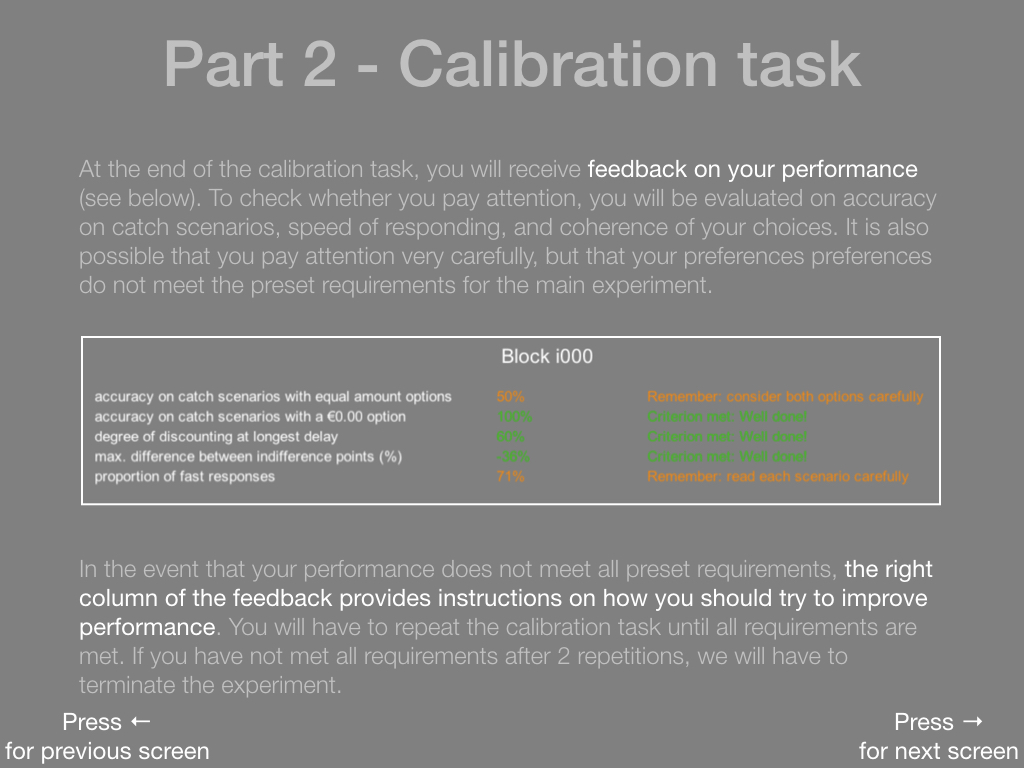 Part 2 - Calibration task
At the end of the calibration task, you will receive feedback on your performance
(see below). To check whether you pay attention, you will be evaluated on accuracy
on catch scenarios, speed of responding, and coherence of your choices. It is also
possible that you pay attention very carefully, but that your preferences preferences
do not meet the preset requirements for the main experiment.
Block i000
accuracy on catch scenarios with equal amount options 50% Remember: consider both options carefully
accuracy on catch scenarios with a €0.00 option 100% Criterion met: Well done!
degree of discounting at longest delay Criterion met: Well done!
max. difference between indifference points (%) Criterion met: Well done!
proportion of fast responses 71% Remember: read each scenario carefully
In the event that your performance does not meet all preset requirements, the right
column of the feedback provides instructions on how you should try to improve
performance. You will have to repeat the calibration task until all requirements are
met. If you have not met all requirements after 2 repetitions, we will have to
terminate the experiment.
Press ←
for previous screen
Press →
for next screen